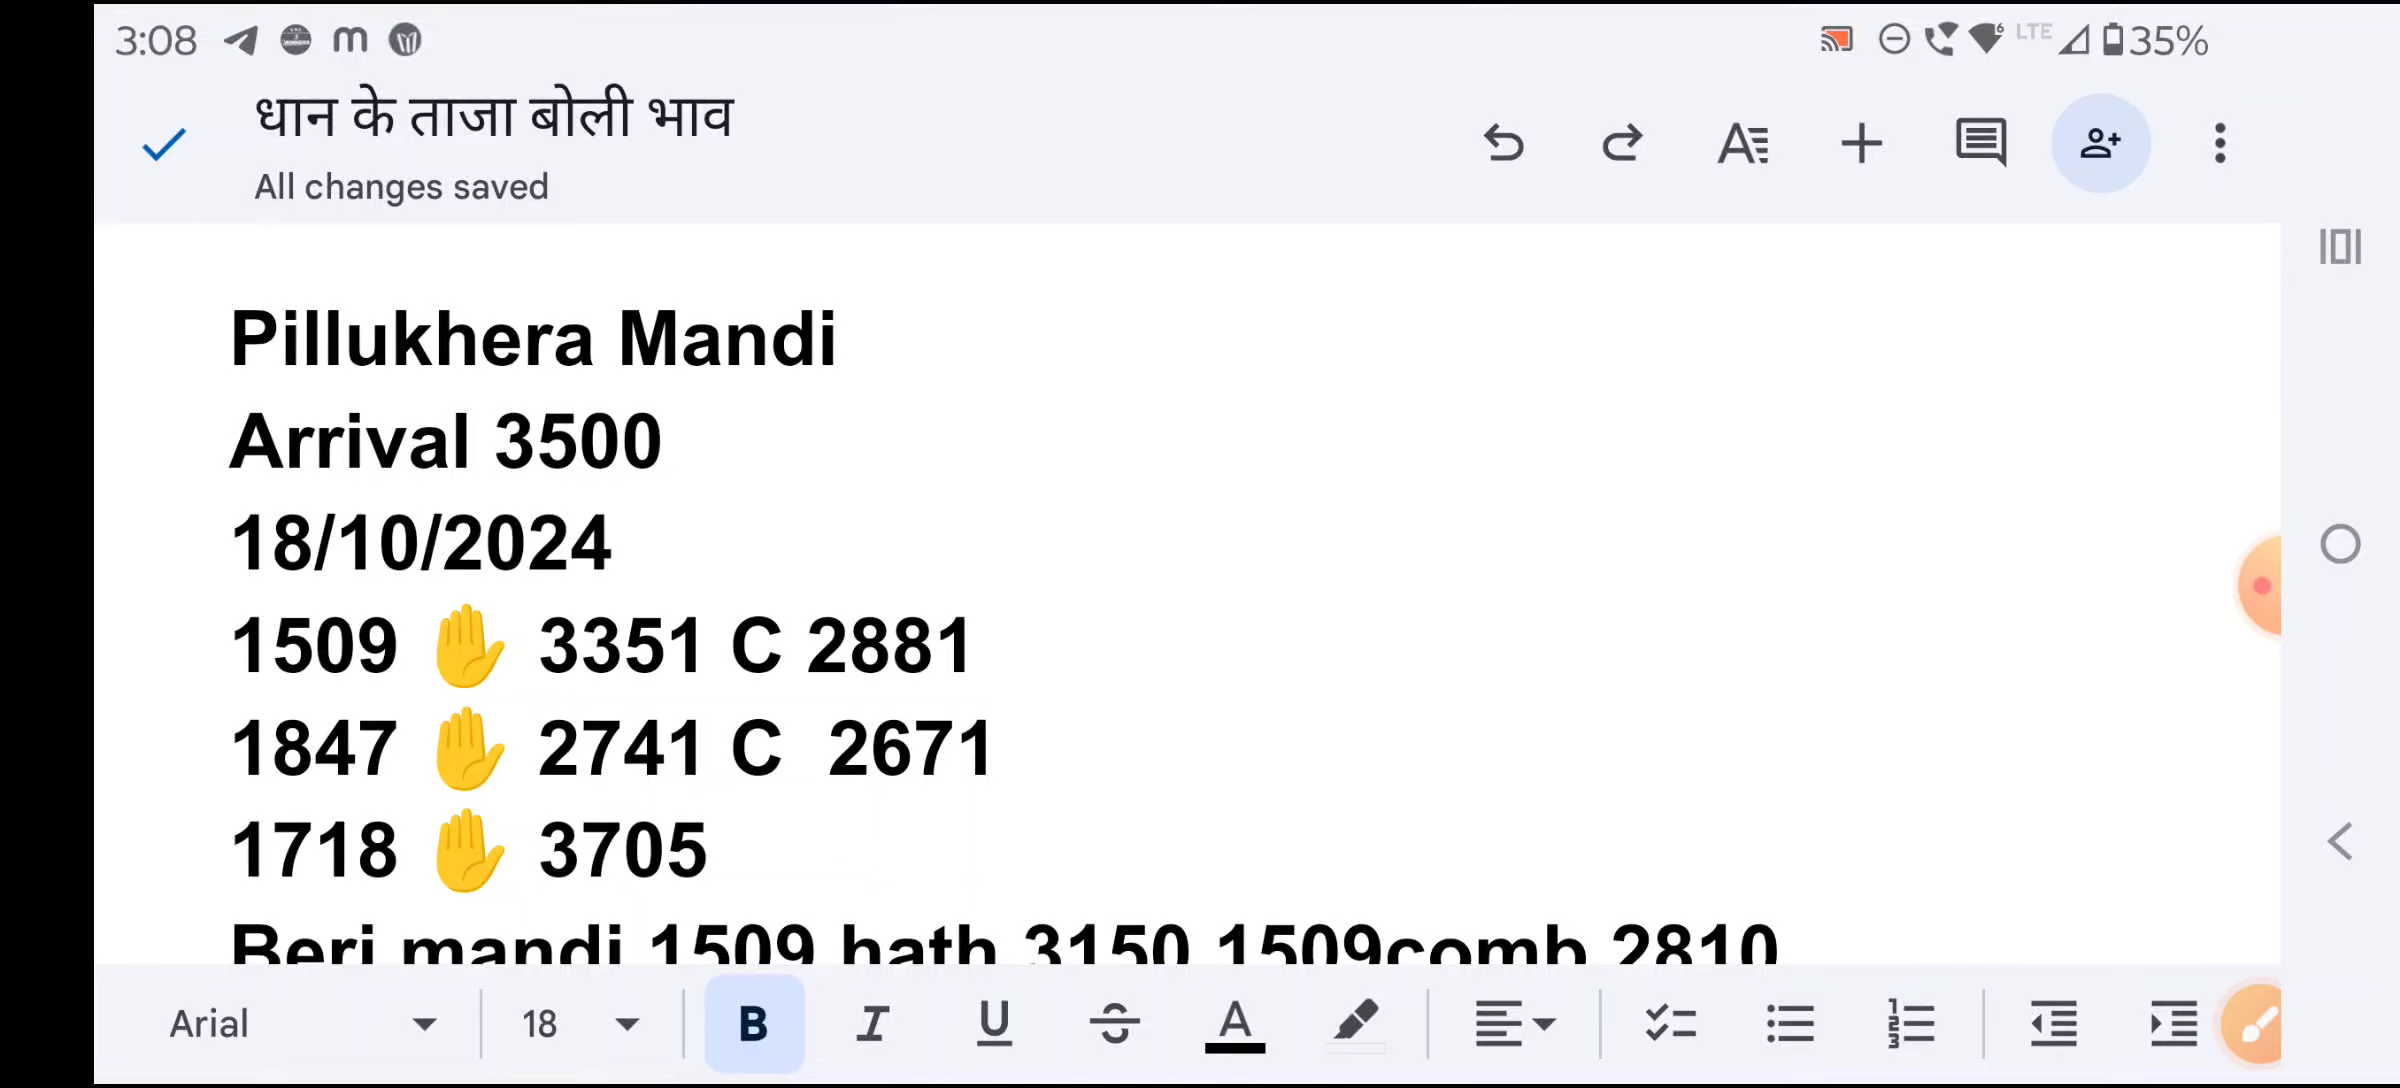 3:08 LTE 35%
धान के ताजा बोली भाव
All changes saved
Pillukhera Mandi
Arrival 3500
18/10/2024
1509 ✋ 3351 C 2881
1847 ✋ 2741 C 2671
1718 ✋ 3705
Beri mandi 1509 hath 3150 1509comb 2810
Arial 18 B I U S A